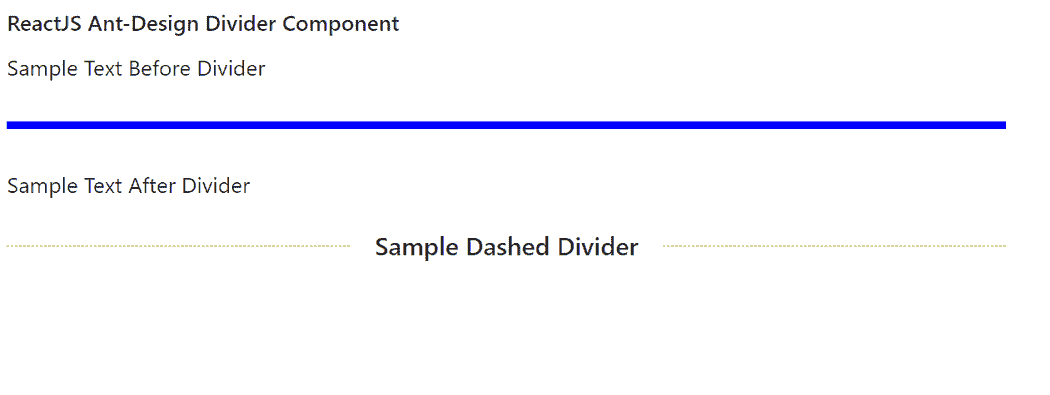 ReactJS Ant-Design Divider Component
Sample Text Before Divider
Sample Text After Divider
Sample Dashed Divider